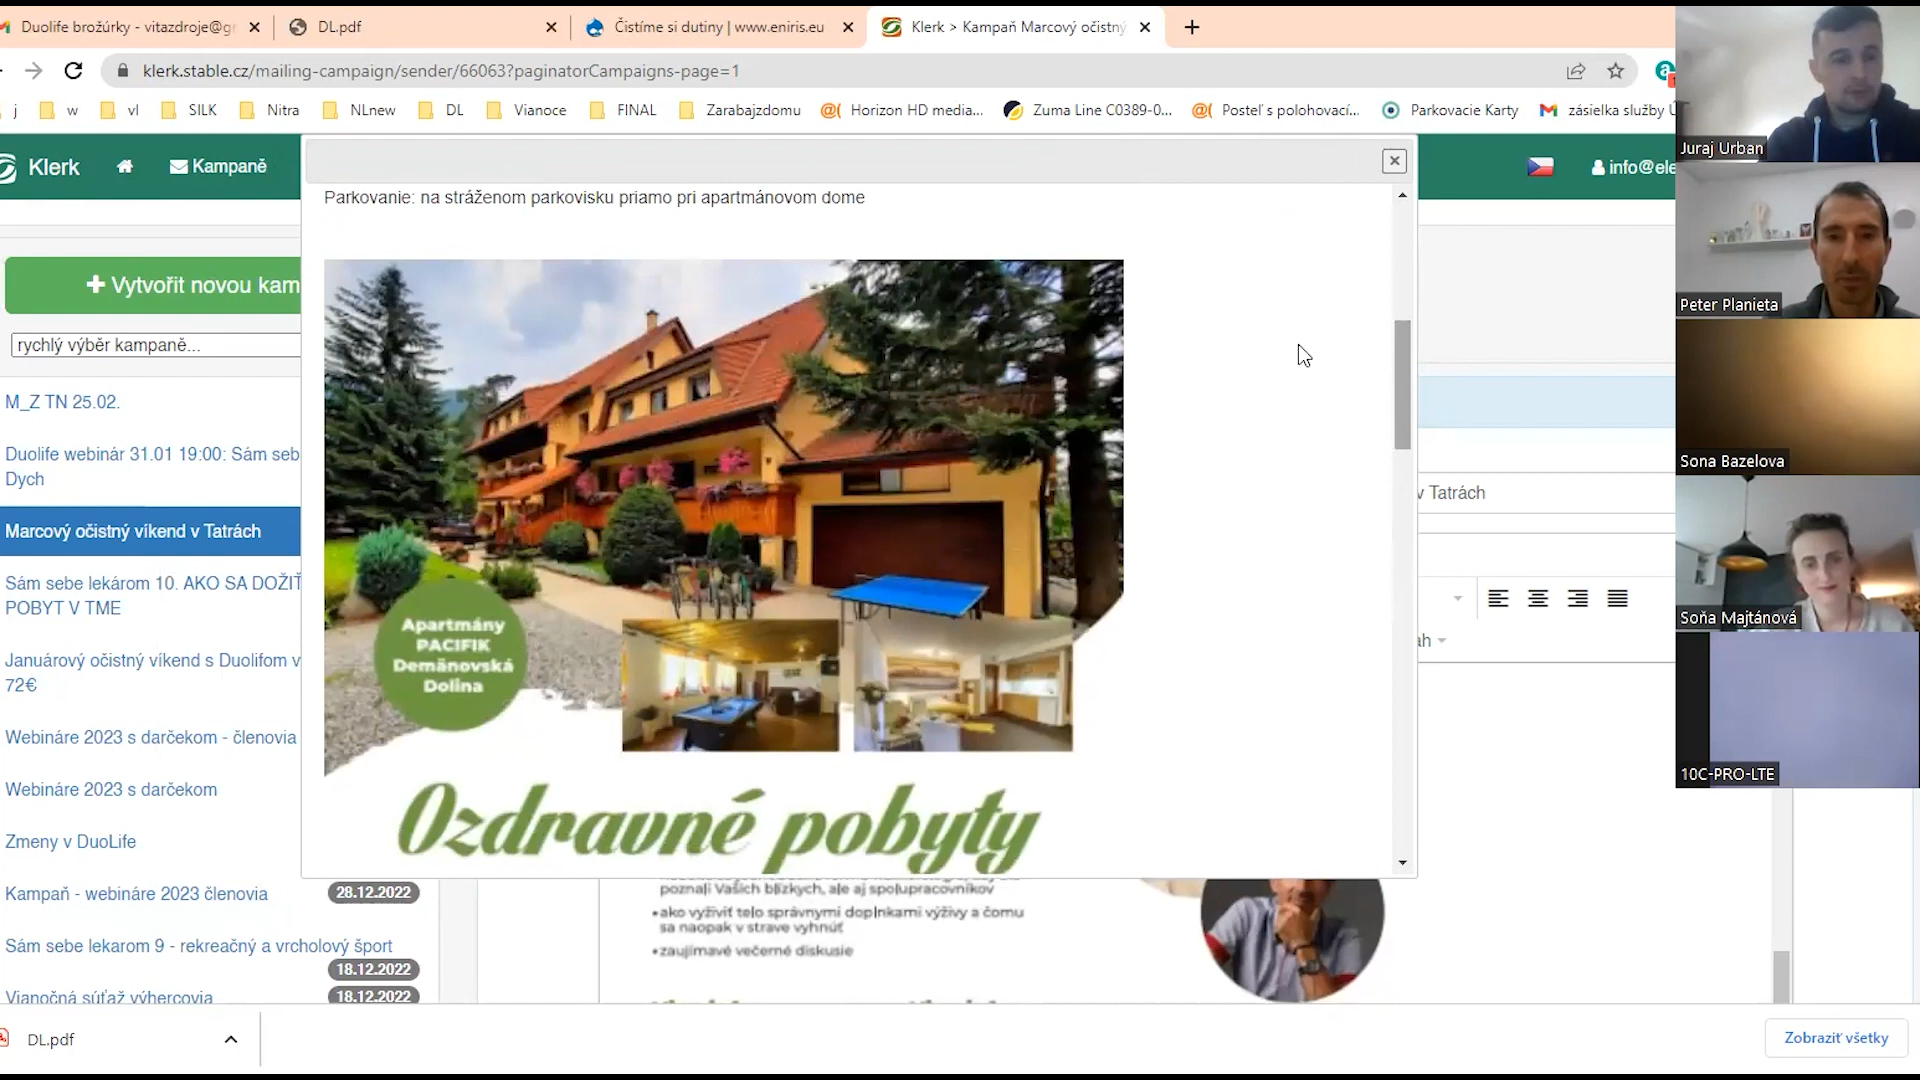 Duolife brožúrky - vitazdroje@g
DL.pdf
Čistíme si dutiny | www.eniris.eu
Klerk > Kampaň Marcový očistný
klerk.stable.cz/mailing-campaign/sender/66063?paginatorCampaigns-page=1
j
w
vl
SILK
Nitra
NLnew
DL
Vianoce
FINAL
Zarabajzdomu
Horizon HD media...
Zuma Line C0389-0...
Posteľ s polohovací...
Parkovacie Karty
zásielka služby
Klerk
Kampaně
info@ele
Parkovanie: na stráženom parkovisku priamo pri apartmánovom dome
+ Vytvořit novou kam
rychlý výběr kampaně...
M_Z TN 25.02.
Duolife webinár 31.01 19:00: Sám seb
Dych
Marcový očistný víkend v Tatrách
Sám sebe lekárom 10. AKO SA DOŽIŤ
POBYT V TME
Januárový očistný víkend s Duolifom v
72€
Webináre 2023 s darčekom - členovia
Webináre 2023 s darčekom
Zmeny v DuoLife
Kampaň - webináre 2023 členovia
28.12.2022
Sám sebe lekarom 9 - rekreačný a vrcholový šport
18.12.2022
Vianočná súťaž výhercovia
18.12.2022
Apartmány
PACIFIK
Demänovská
Dolina
Ozdravné pobyty
poznali Vašich blízkych, ale aj spolupracovníkov
•ako vyživiť telo správnymi doplnkami výživy a čomu
sa naopak v strave vyhnúť
•zaujímavé večerné diskusie
v Tatrách
ah
Juraj Urban
Peter Planieta
Sona Bazelova
Soňa Majtánová
10C-PRO-LTE
DL.pdf
Zobraziť všetky